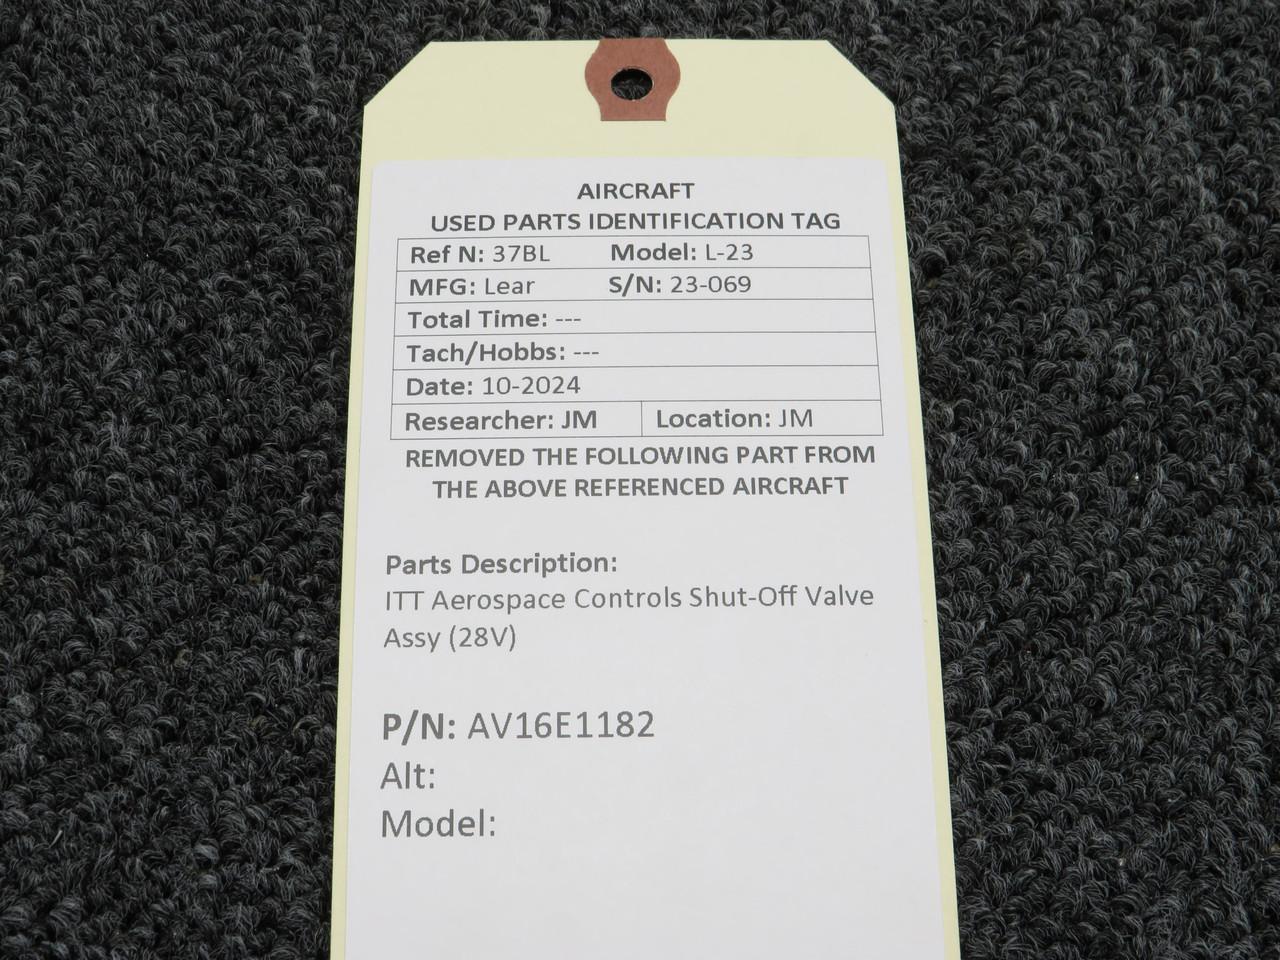 AIRCRAFT
USED PARTS IDENTIFICATION TAG
Ref N: 37BL Model: L-23
MFG: Lear S/N: 23-069
Total Time: ---
Tach/Hobbs: ---
Date: 10-2024
Researcher: JM Location: JM
REMOVED THE FOLLOWING PART FROM
THE ABOVE REFERENCED AIRCRAFT
Parts Description:
ITT Aerospace Controls Shut-Off Valve
Assy (28V)
P/N: AV16E1182
Alt:
Model: